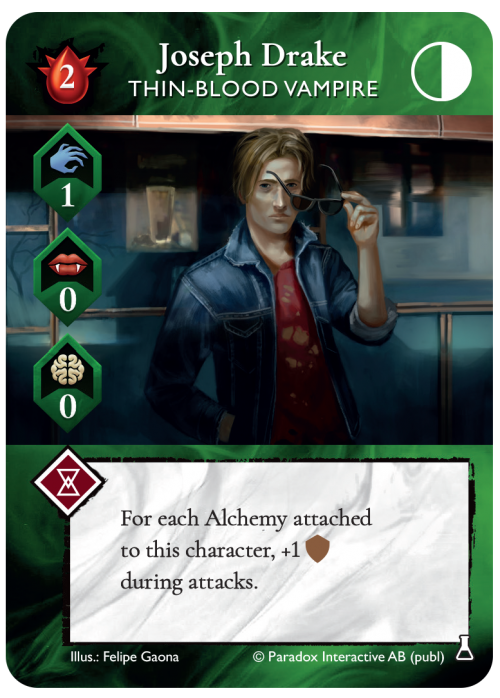 2
Joseph Drake
THIN-BLOOD VAMPIRE
1
0
0
For each Alchemy attached
to this character, +1
during attacks.
Illus.: Felipe Gaona
© Paradox Interactive AB (publ)